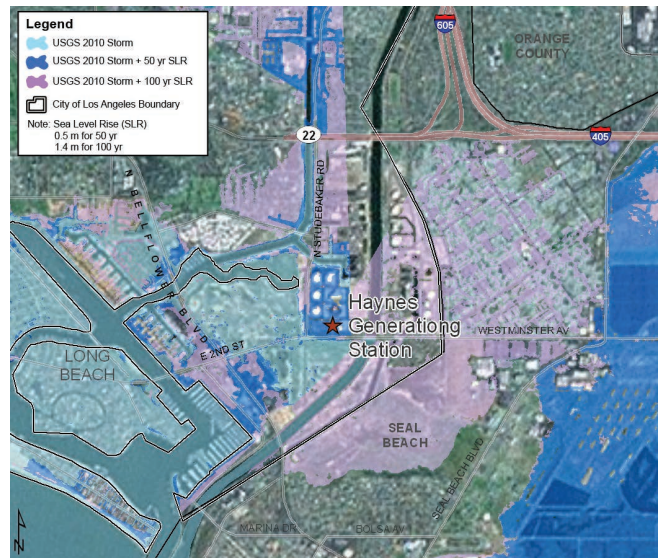 Legend
USGS 2010 Storm
USGS 2010 Storm + 50 yr SLR
USGS 2010 Storm + 100 yr SLR
City of Los Angeles Boundary
Note: Sea Level Rise (SLR)
0.5 m for 50 yr
1.4 m for 100 yr
605
ORANGE
COUNTY
22
405
N STUDEBAKER RD
N BELLFLOWER BLVD
Haynes
Generationg
Station
WESTMINSTER AV
E 2ND ST
LONG
BEACH
SEAL
BEACH
SEAL BEACH BLVD
MARINA DR
BOLSA AV
N